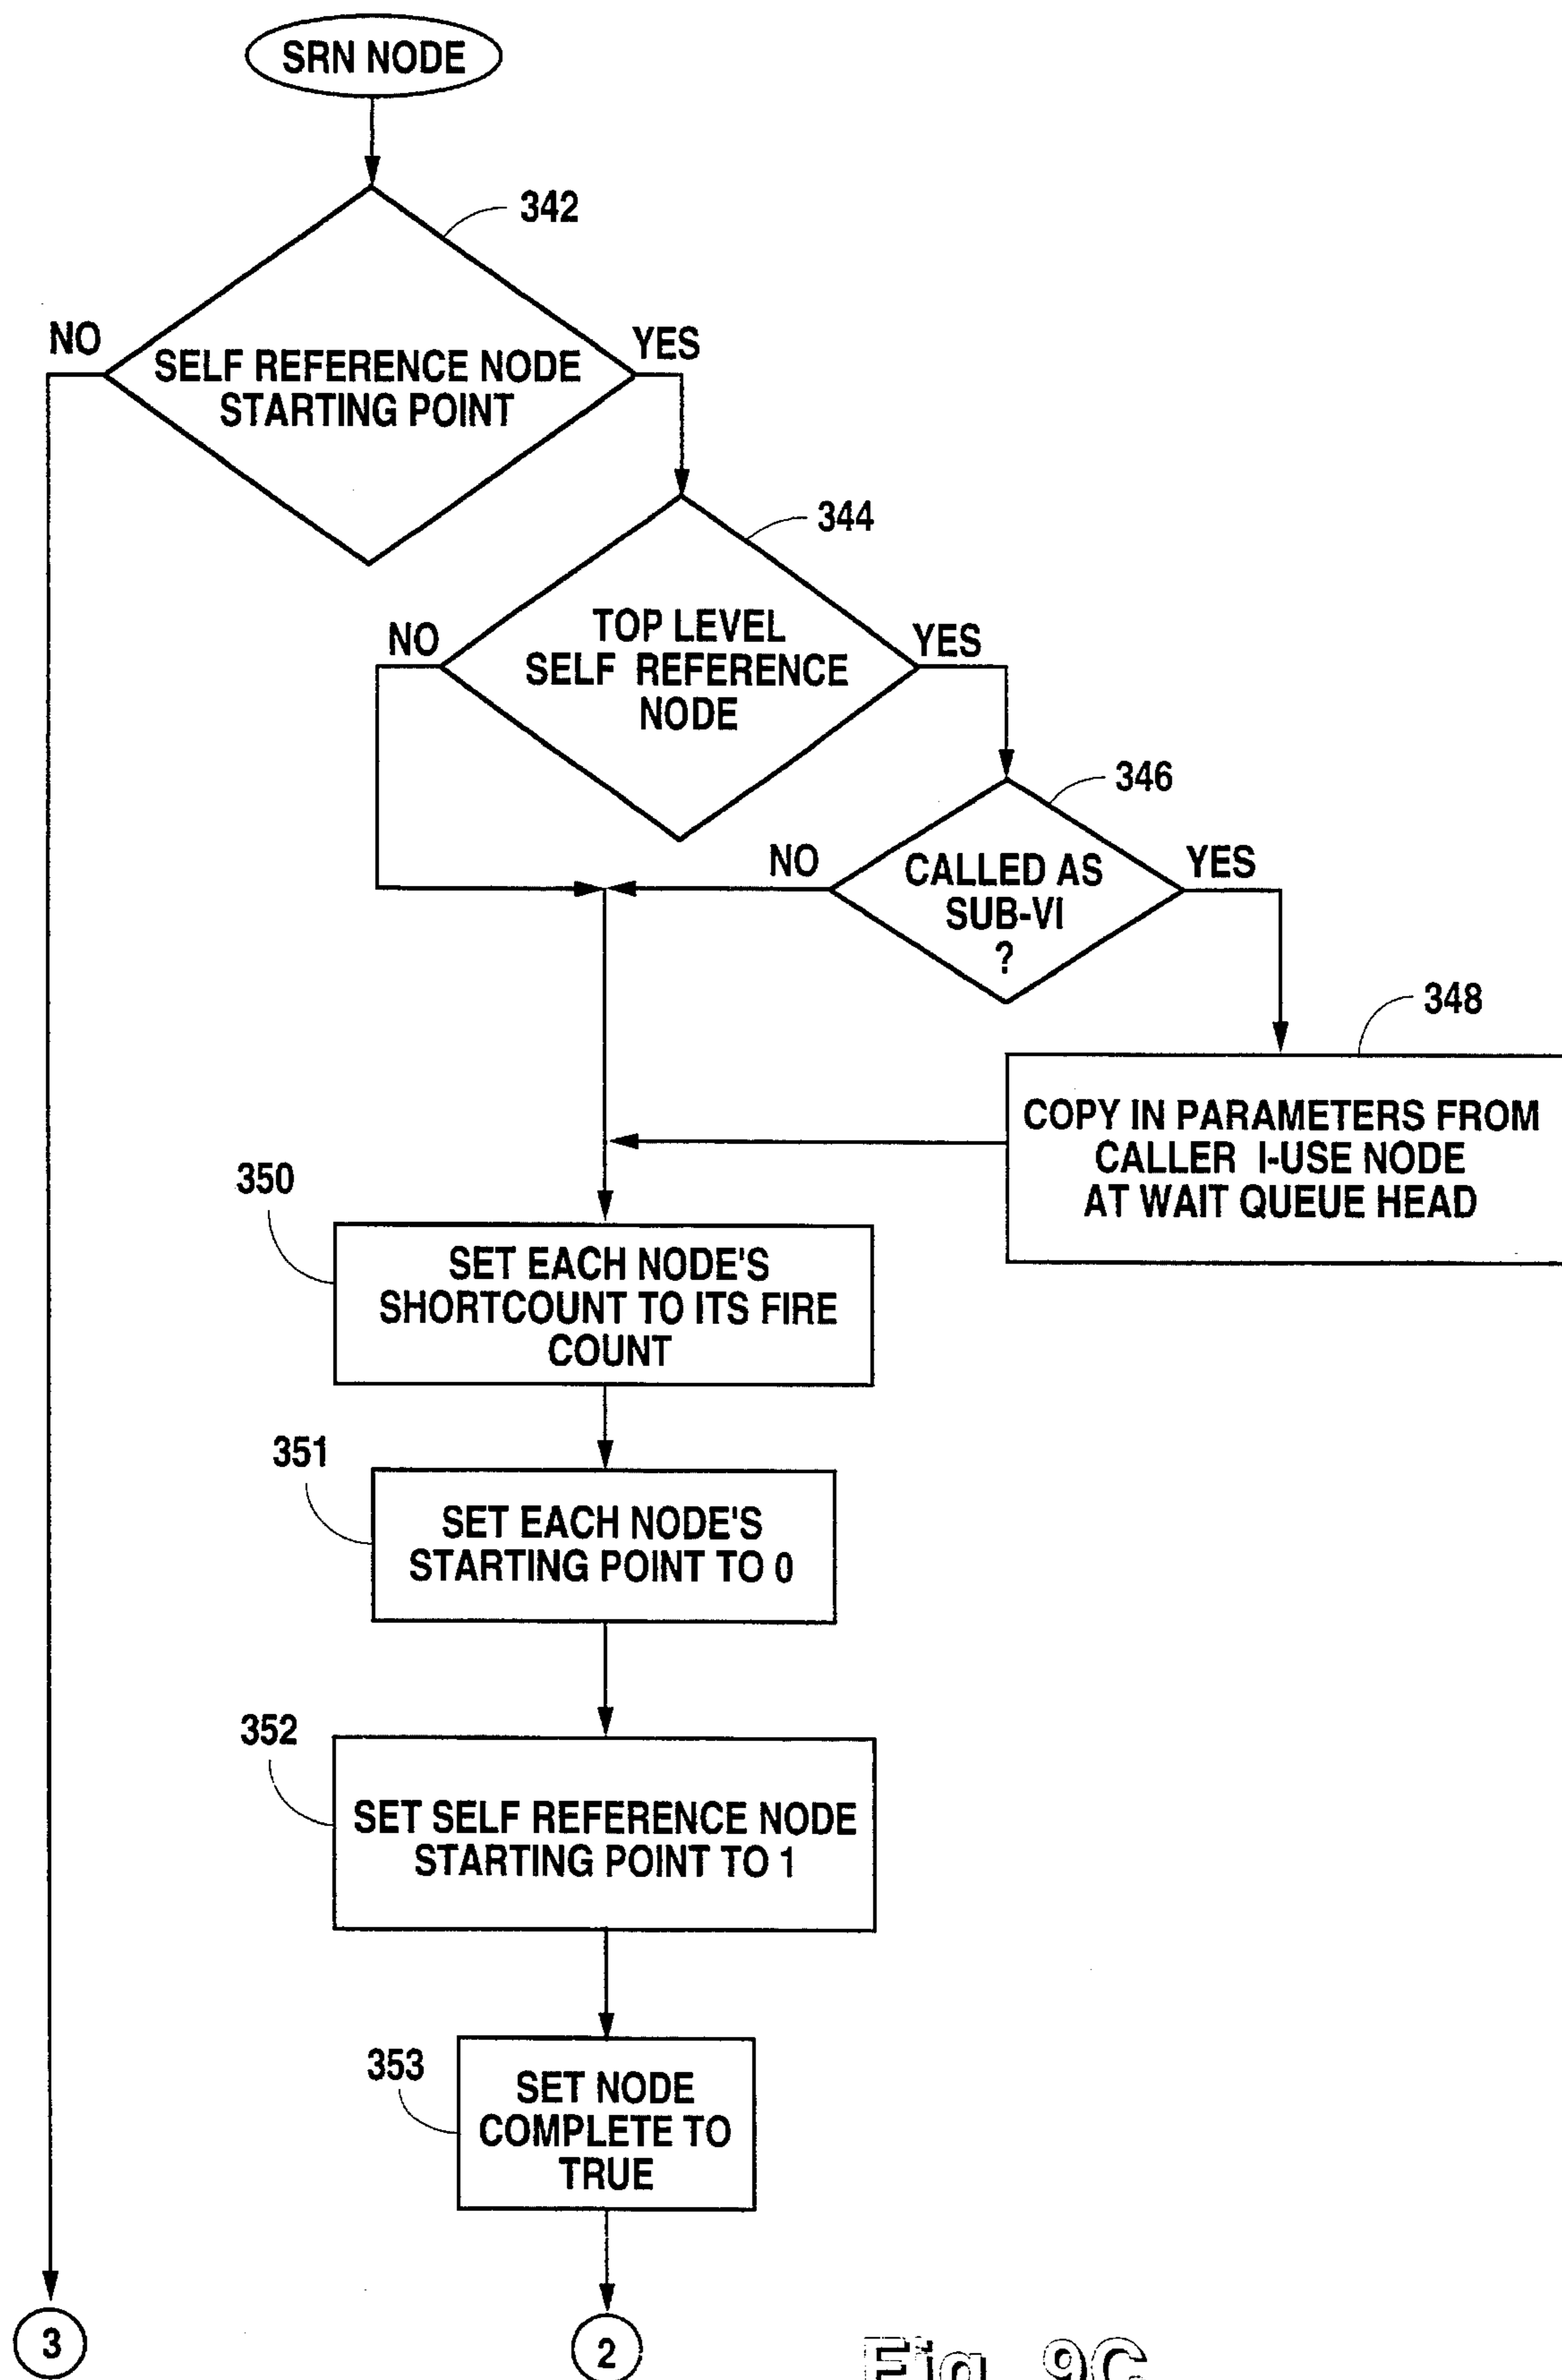 SRN NODE
342
NO
YES
SELF REFERENCE NODE
STARTING POINT
344
NO
YES
TOP LEVEL
SELF REFERENCE
NODE
346
NO
YES
CALLED AS
SUB-VI
?
348
COPY IN PARAMETERS FROM
CALLER I-USE NODE
AT WAIT QUEUE HEAD
350
SET EACH NODE'S
SHORTCOUNT TO ITS FIRE
COUNT
351
SET EACH NODE'S
STARTING POINT TO 0
352
SET SELF REFERENCE NODE
STARTING POINT TO 1
353
SET NODE
COMPLETE TO
TRUE
3
2
Fig. 9C